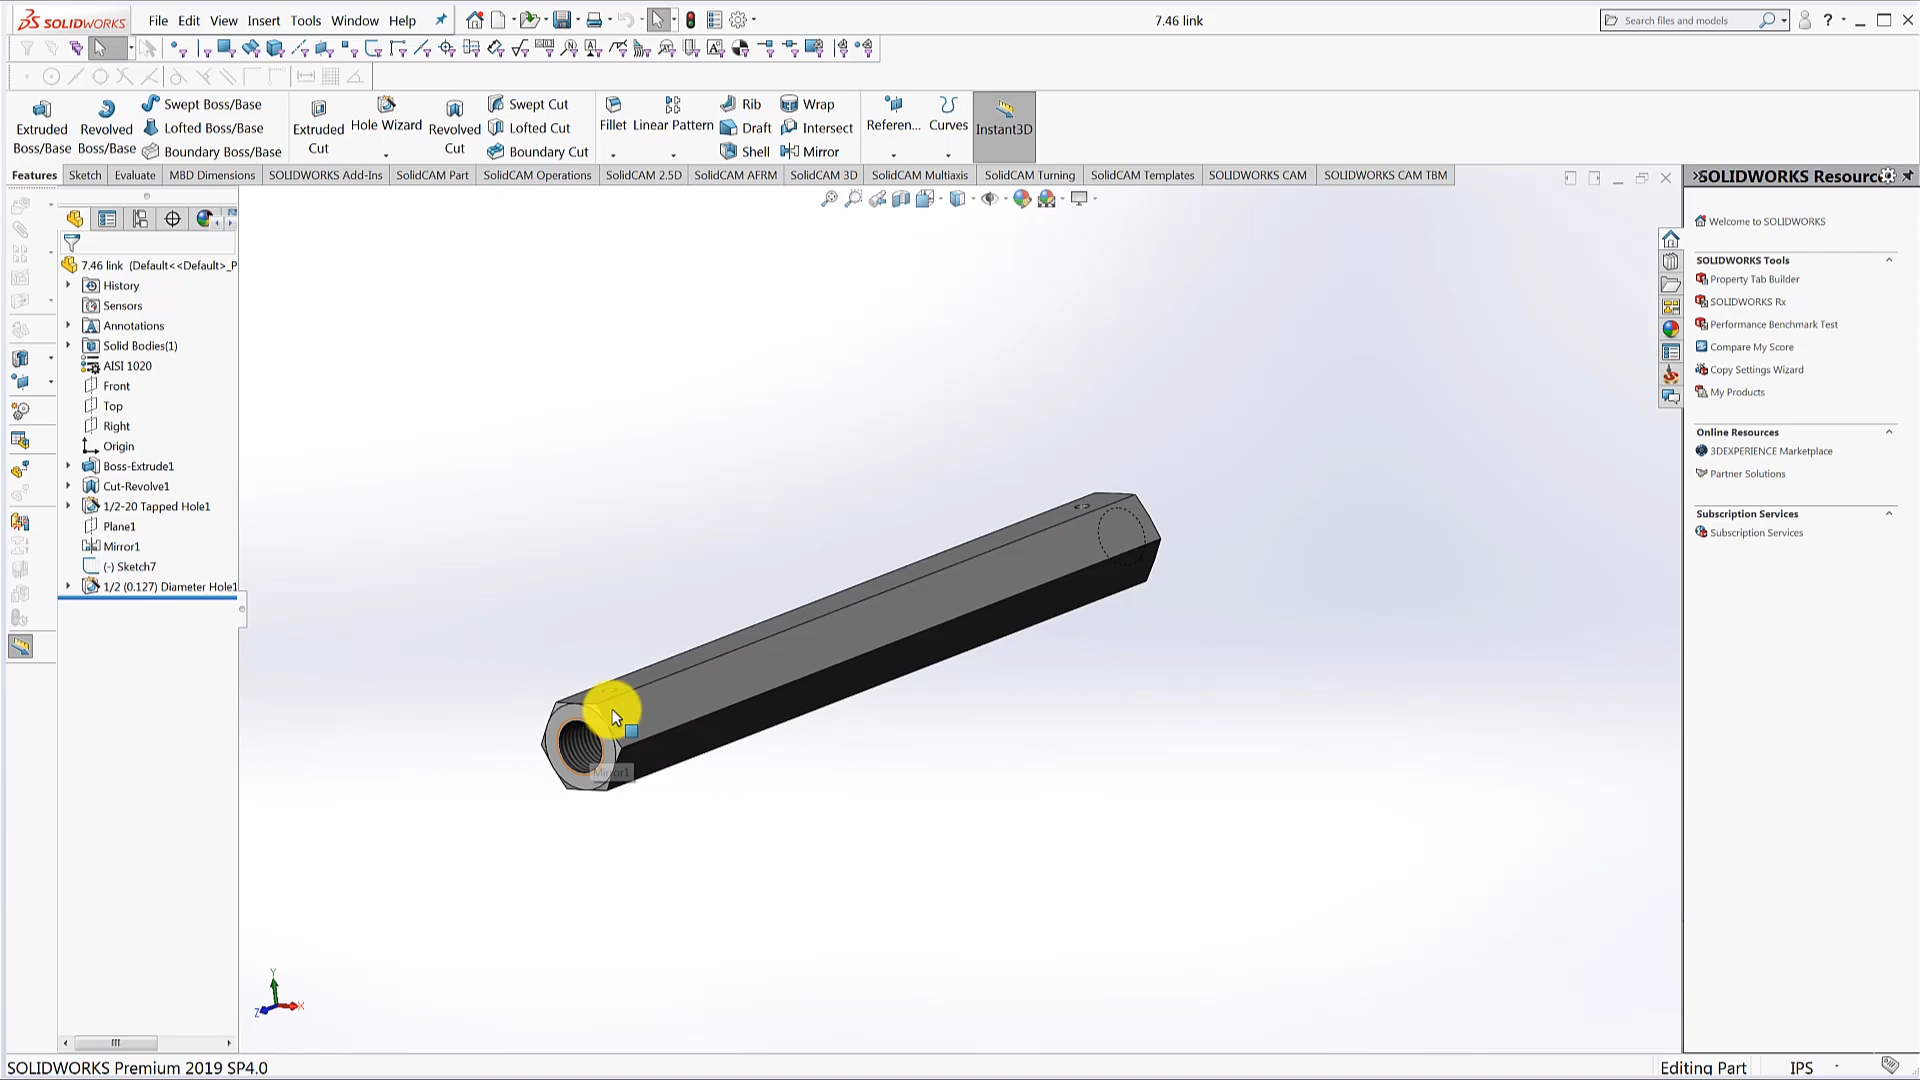 SOLIDWORKS
File Edit View Insert Tools Window Help
7.46 link
Search files and models
?
Extruded Boss/Base
Revolved Boss/Base
Swept Boss/Base
Lofted Boss/Base
Boundary Boss/Base
Extruded Cut
Hole Wizard
Revolved Cut
Swept Cut
Lofted Cut
Boundary Cut
Fillet
Linear Pattern
Rib
Draft
Shell
Wrap
Intersect
Mirror
Referen...
Curves
Instant3D
Features Sketch Evaluate MBD Dimensions SOLIDWORKS Add-Ins SolidCAM Part SolidCAM Operations SolidCAM 2.5D SolidCAM AFRM SolidCAM 3D SolidCAM Multiaxis SolidCAM Turning SolidCAM Templates SOLIDWORKS CAM SOLIDWORKS CAM TBM
7.46 link (Default<<Default>_P
History
Sensors
Annotations
Solid Bodies(1)
AISI 1020
Front
Top
Right
Origin
Boss-Extrude1
Cut-Revolve1
1/2-20 Tapped Hole1
Plane1
Mirror1
(-) Sketch7
1/2 (0.127) Diameter Hole1
Mirror1
Y
X
Z
SOLIDWORKS Resourc
Welcome to SOLIDWORKS
SOLIDWORKS Tools
Property Tab Builder
SOLIDWORKS Rx
Performance Benchmark Test
Compare My Score
Copy Settings Wizard
My Products
Online Resources
3DEXPERIENCE Marketplace
Partner Solutions
Subscription Services
Subscription Services
SOLIDWORKS Premium 2019 SP4.0
Editing Part
IPS